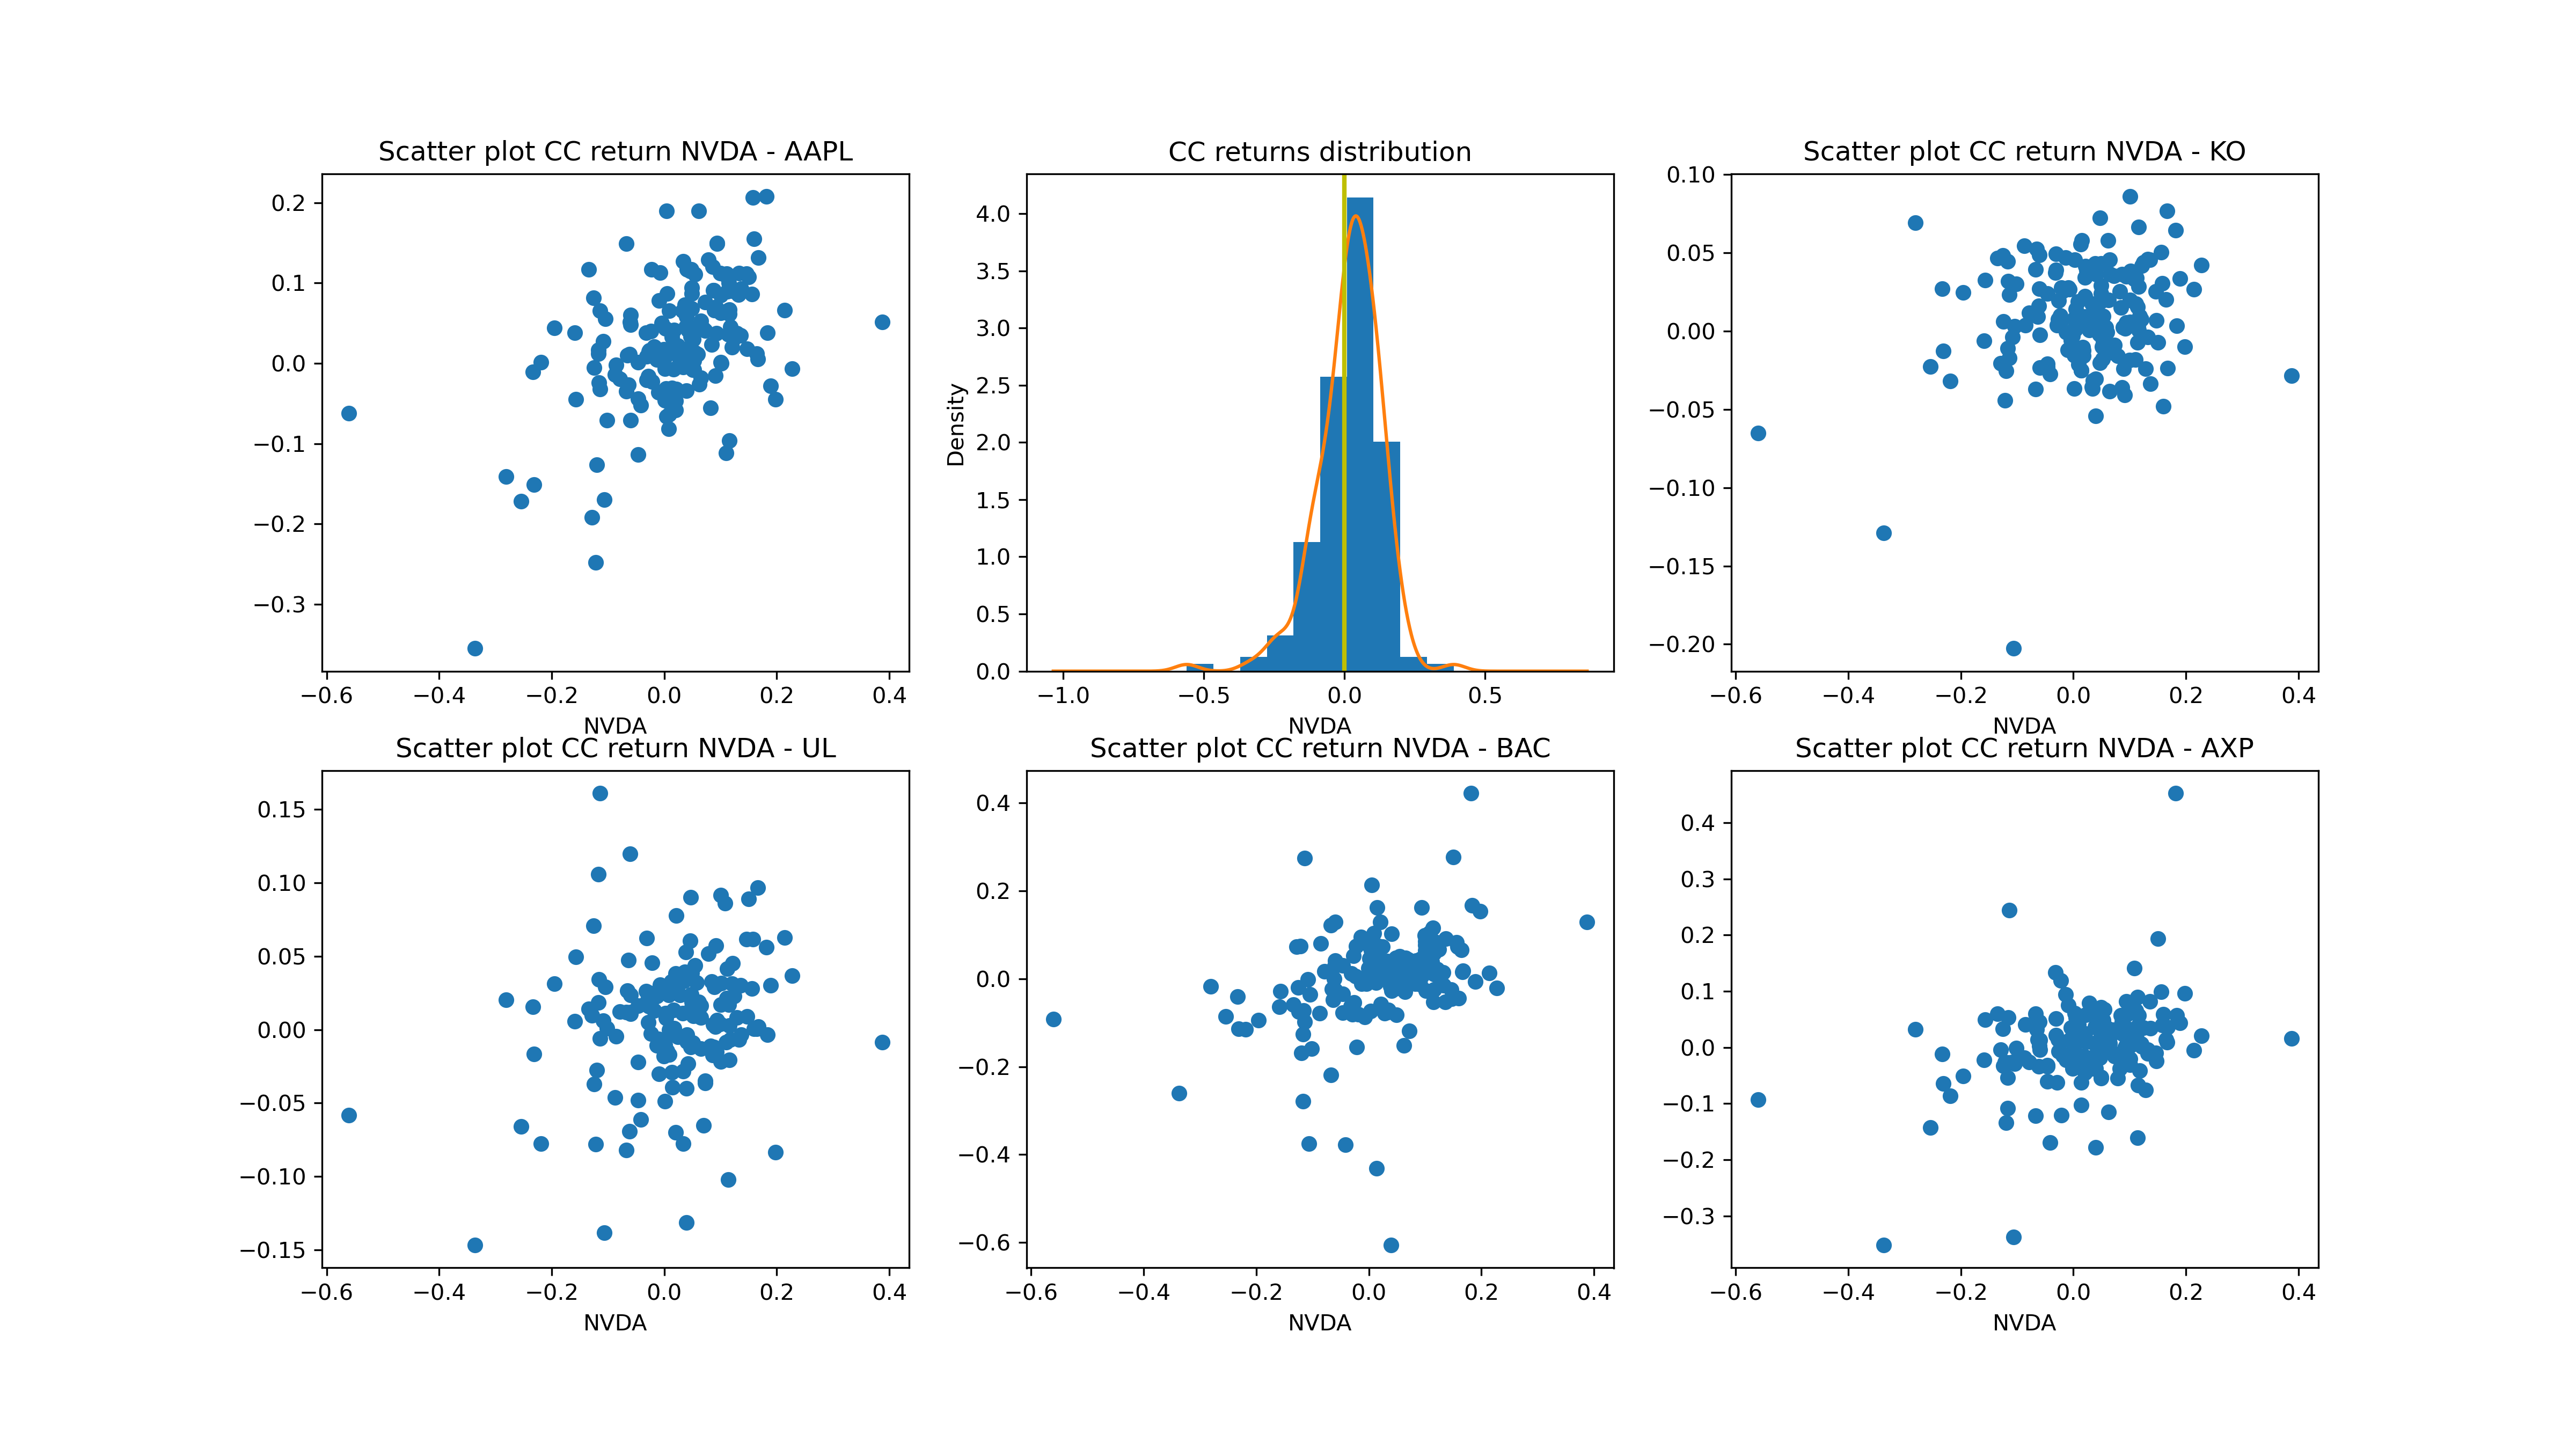 Scatter plot CC return NVDA - AAPL
0.2
0.1
0.0
−0.1
−0.2
−0.3
−0.6 −0.4 −0.2 0.0 0.2 0.4
NVDA
CC returns distribution
Density
4.0
3.5
3.0
2.5
2.0
1.5
1.0
0.5
0.0
−1.0 −0.5 0.0 0.5
NVDA
Scatter plot CC return NVDA - KO
0.10
0.05
0.00
−0.05
−0.10
−0.15
−0.20
−0.6 −0.4 −0.2 0.0 0.2 0.4
NVDA
Scatter plot CC return NVDA - UL
0.15
0.10
0.05
0.00
−0.05
−0.10
−0.15
−0.6 −0.4 −0.2 0.0 0.2 0.4
NVDA
Scatter plot CC return NVDA - BAC
0.4
0.2
0.0
−0.2
−0.4
−0.6
−0.6 −0.4 −0.2 0.0 0.2 0.4
NVDA
Scatter plot CC return NVDA - AXP
0.4
0.3
0.2
0.1
0.0
−0.1
−0.2
−0.3
−0.6 −0.4 −0.2 0.0 0.2 0.4
NVDA